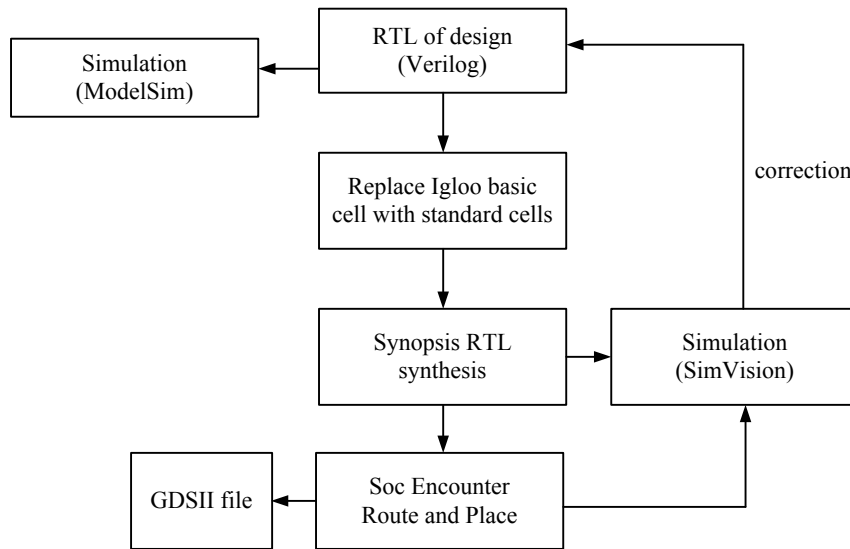 RTL of design
(Verilog)
Simulation
(ModelSim)
Replace Igloo basic
cell with standard cells
correction
Synopsis RTL
synthesis
Simulation
(SimVision)
GDSII file
Soc Encounter
Route and Place